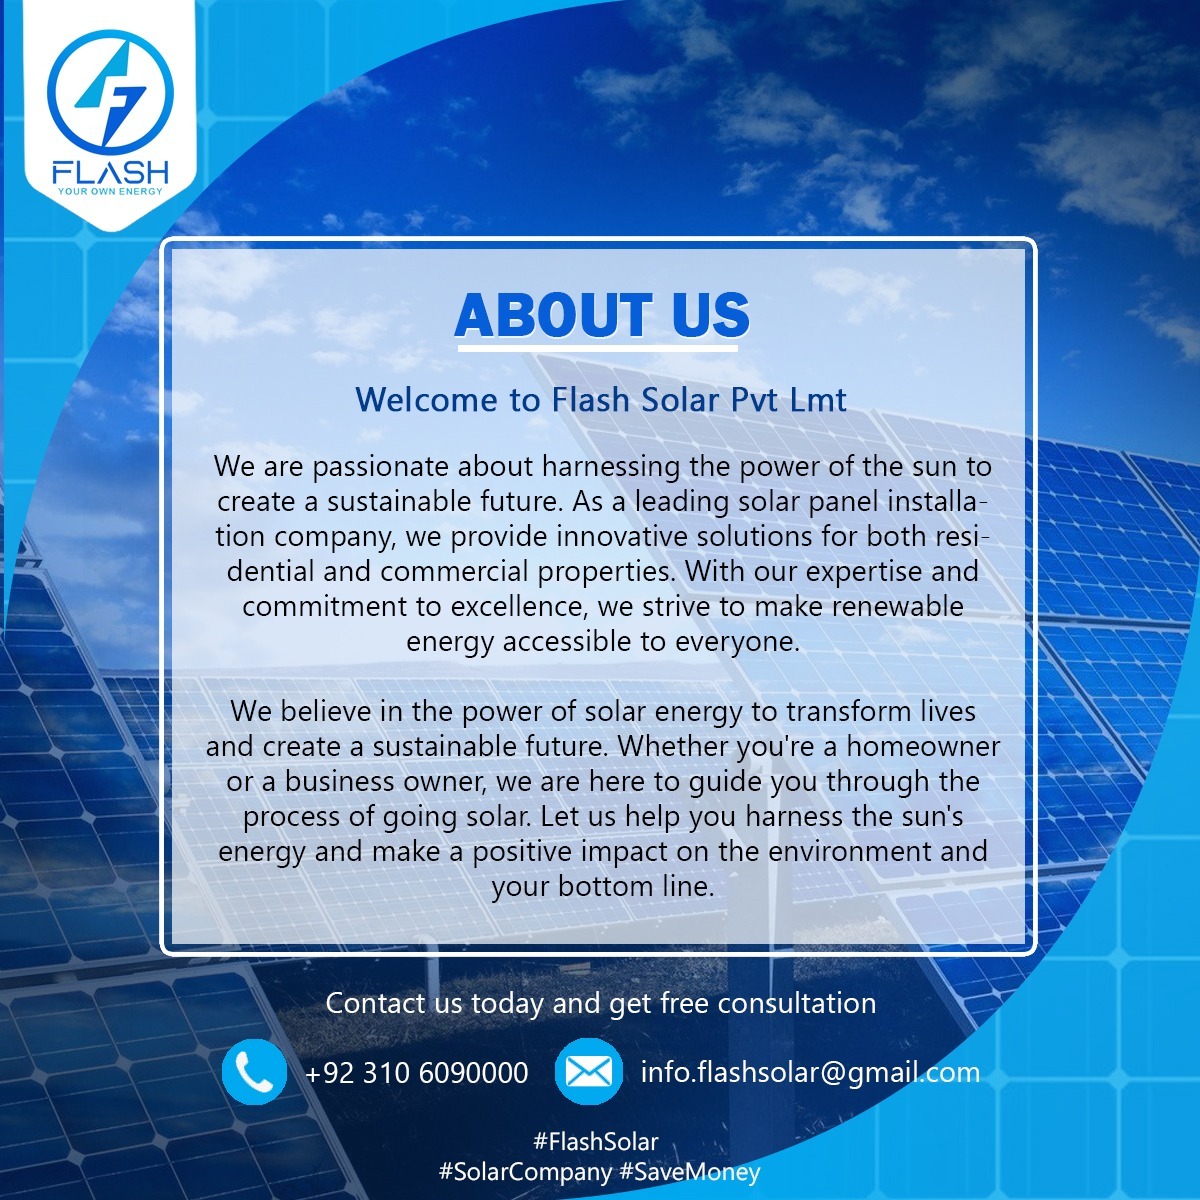 FLASH
YOUR OWN ENERGY
ABOUT US
Welcome to Flash Solar Pvt Lmt
We are passionate about harnessing the power of the sun to
create a sustainable future. As a leading solar panel installa-
tion company, we provide innovative solutions for both resi-
dential and commercial properties. With our expertise and
commitment to excellence, we strive to make renewable
energy accessible to everyone.
We believe in the power of solar energy to transform lives
and create a sustainable future. Whether you're a homeowner
or a business owner, we are here to guide you through the
process of going solar. Let us help you harness the sun's
energy and make a positive impact on the environment and
your bottom line.
Contact us today and get free consultation
+92 310 6090000 info.flashsolar@gmail.com
#FlashSolar
#SolarCompany #SaveMoney